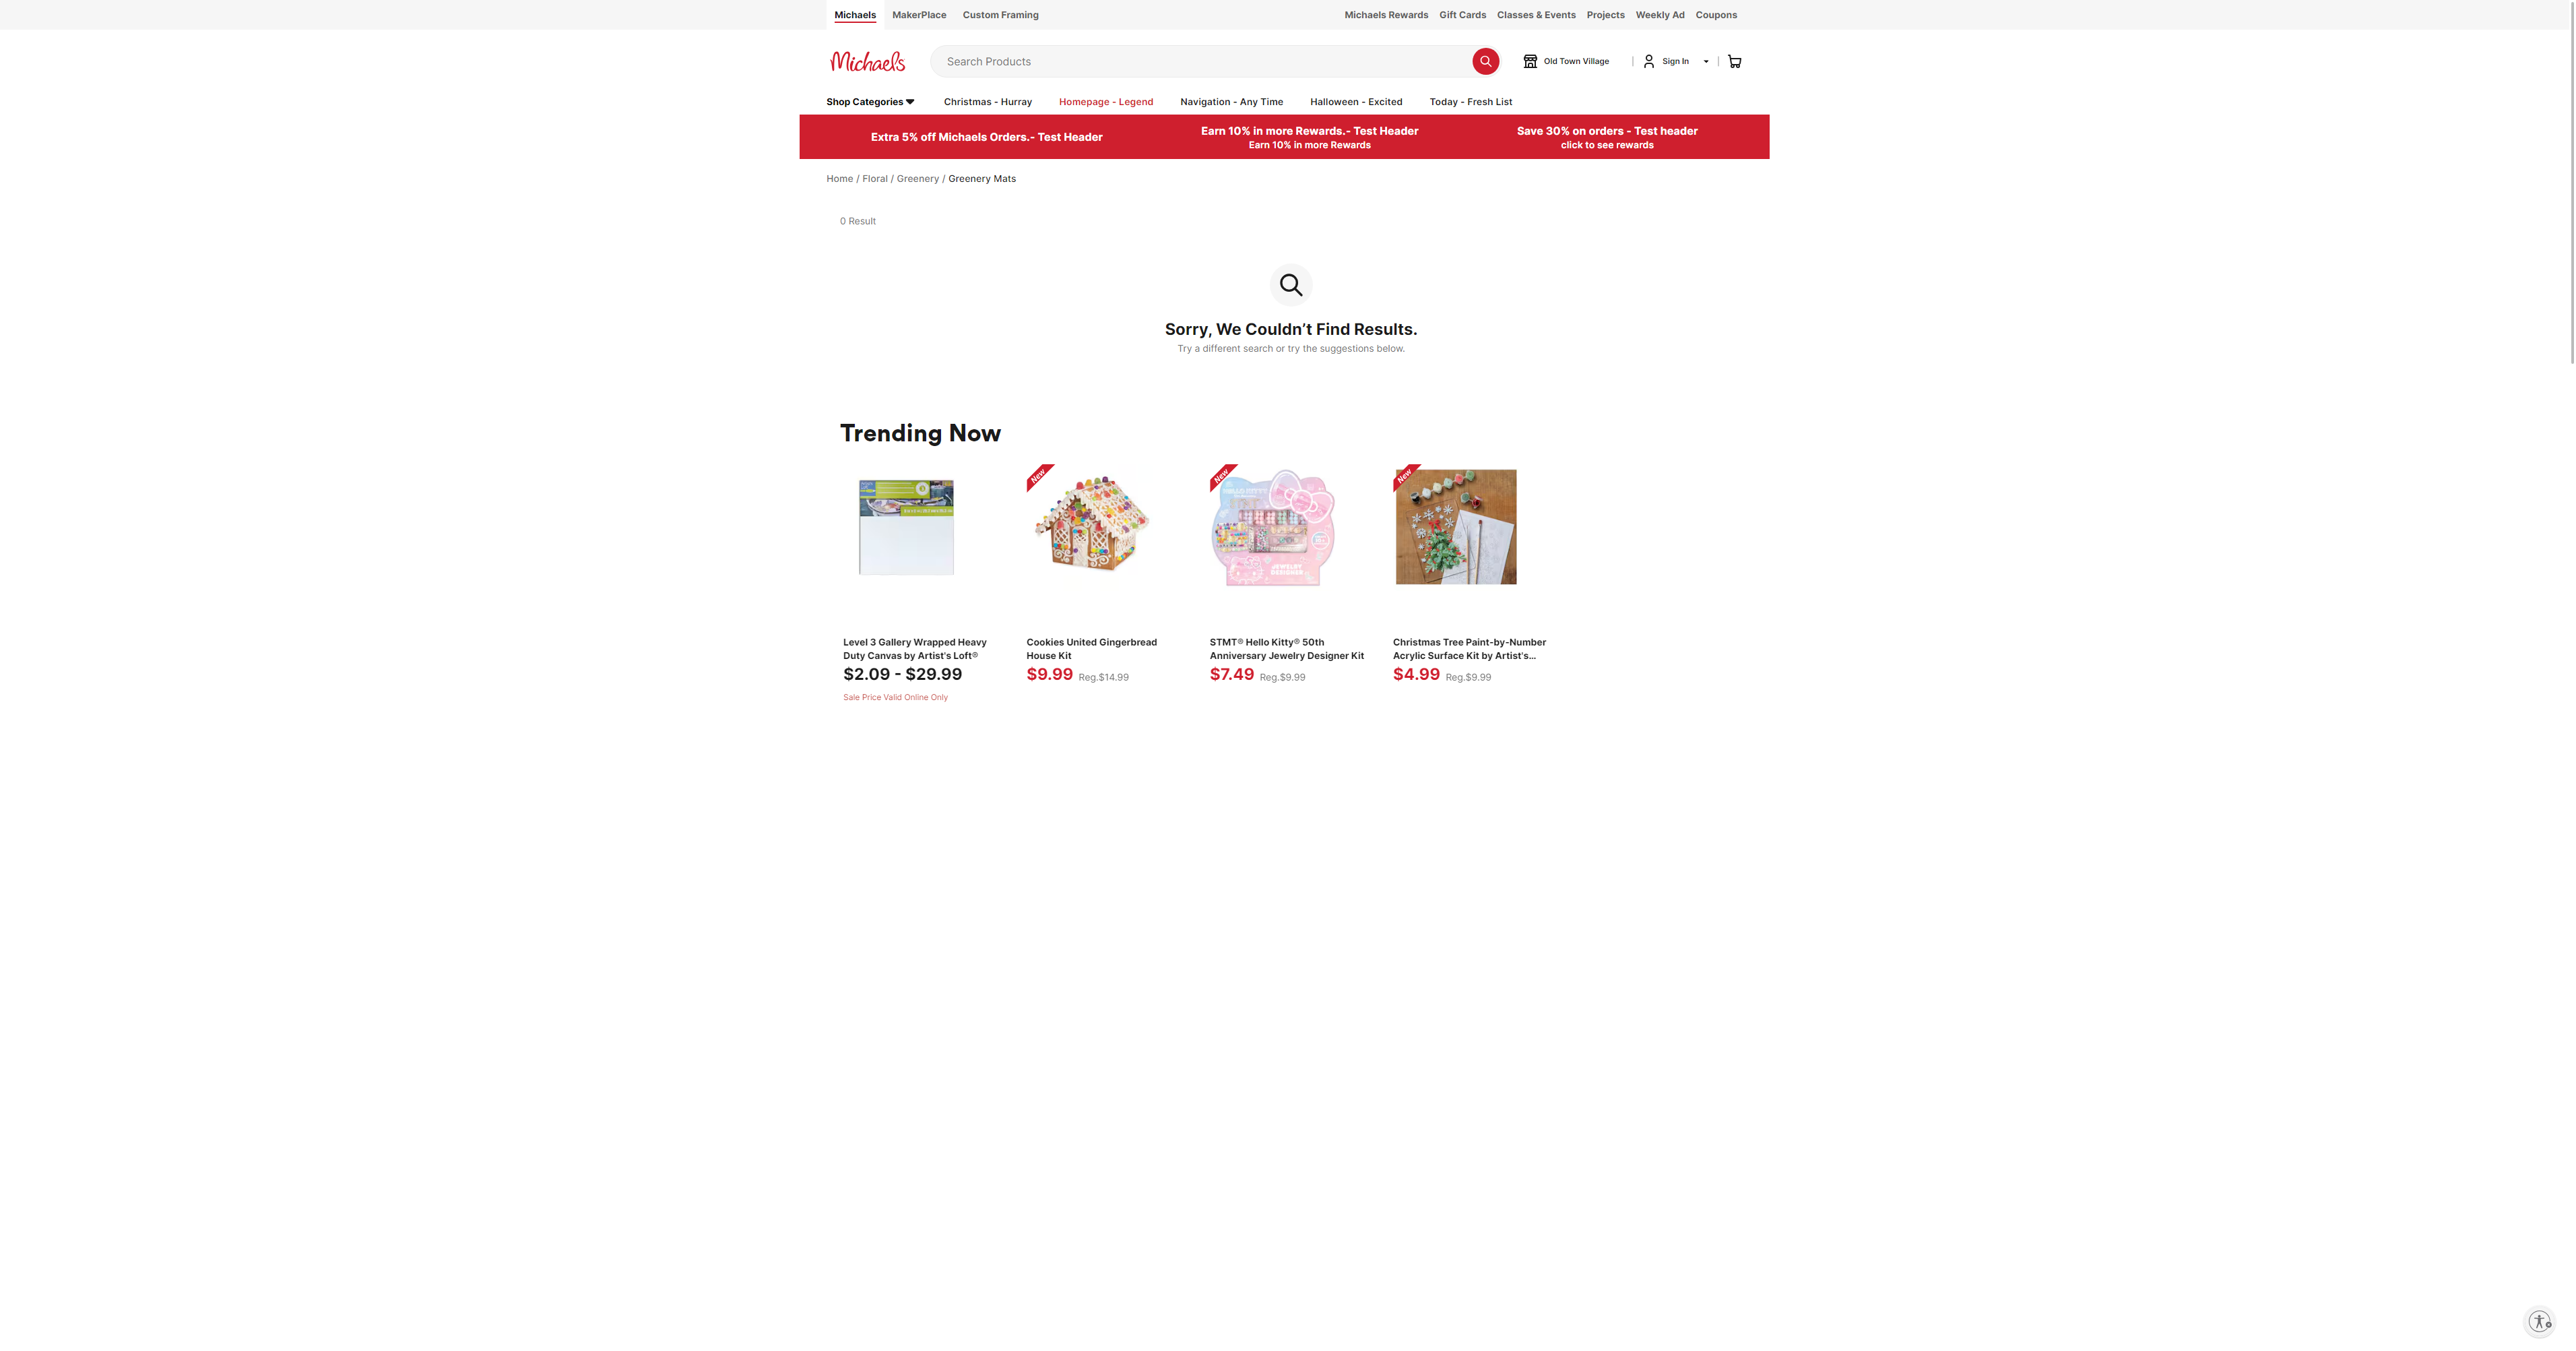 Michaels MakerPlace Custom Framing Michaels Rewards Gift Cards Classes & Events Projects Weekly Ad Coupons
Michaels Search Products Old Town Village | Sign In |
Shop Categories Christmas - Hurray Homepage - Legend Navigation - Any Time Halloween - Excited Today - Fresh List
Extra 5% off Michaels Orders.- Test Header
Earn 10% in more Rewards.- Test Header
Earn 10% in more Rewards
Save 30% on orders - Test header
click to see rewards
Home / Floral / Greenery / Greenery Mats
0 Result
Sorry, We Couldn’t Find Results.
Try a different search or try the suggestions below.
Trending Now
New
New
New
HELLO KITTY
JEWELRY
DESIGNER
Level 3 Gallery Wrapped Heavy
Duty Canvas by Artist's Loft®
$2.09 - $29.99
Sale Price Valid Online Only
Cookies United Gingerbread
House Kit
$9.99 Reg.$14.99
STMT® Hello Kitty® 50th
Anniversary Jewelry Designer Kit
$7.49 Reg.$9.99
Christmas Tree Paint-by-Number
Acrylic Surface Kit by Artist's...
$4.99 Reg.$9.99